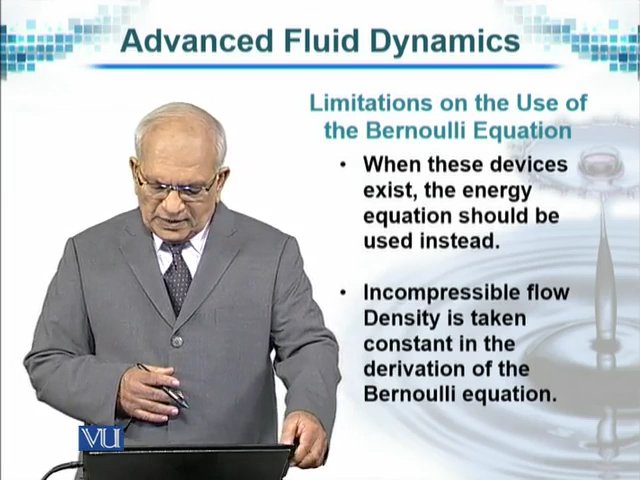 Advanced Fluid Dynamics
Limitations on the Use of
the Bernoulli Equation
• When these devices
exist, the energy
equation should be
used instead.
• Incompressible flow
Density is taken
constant in the
derivation of the
Bernoulli equation.
VU